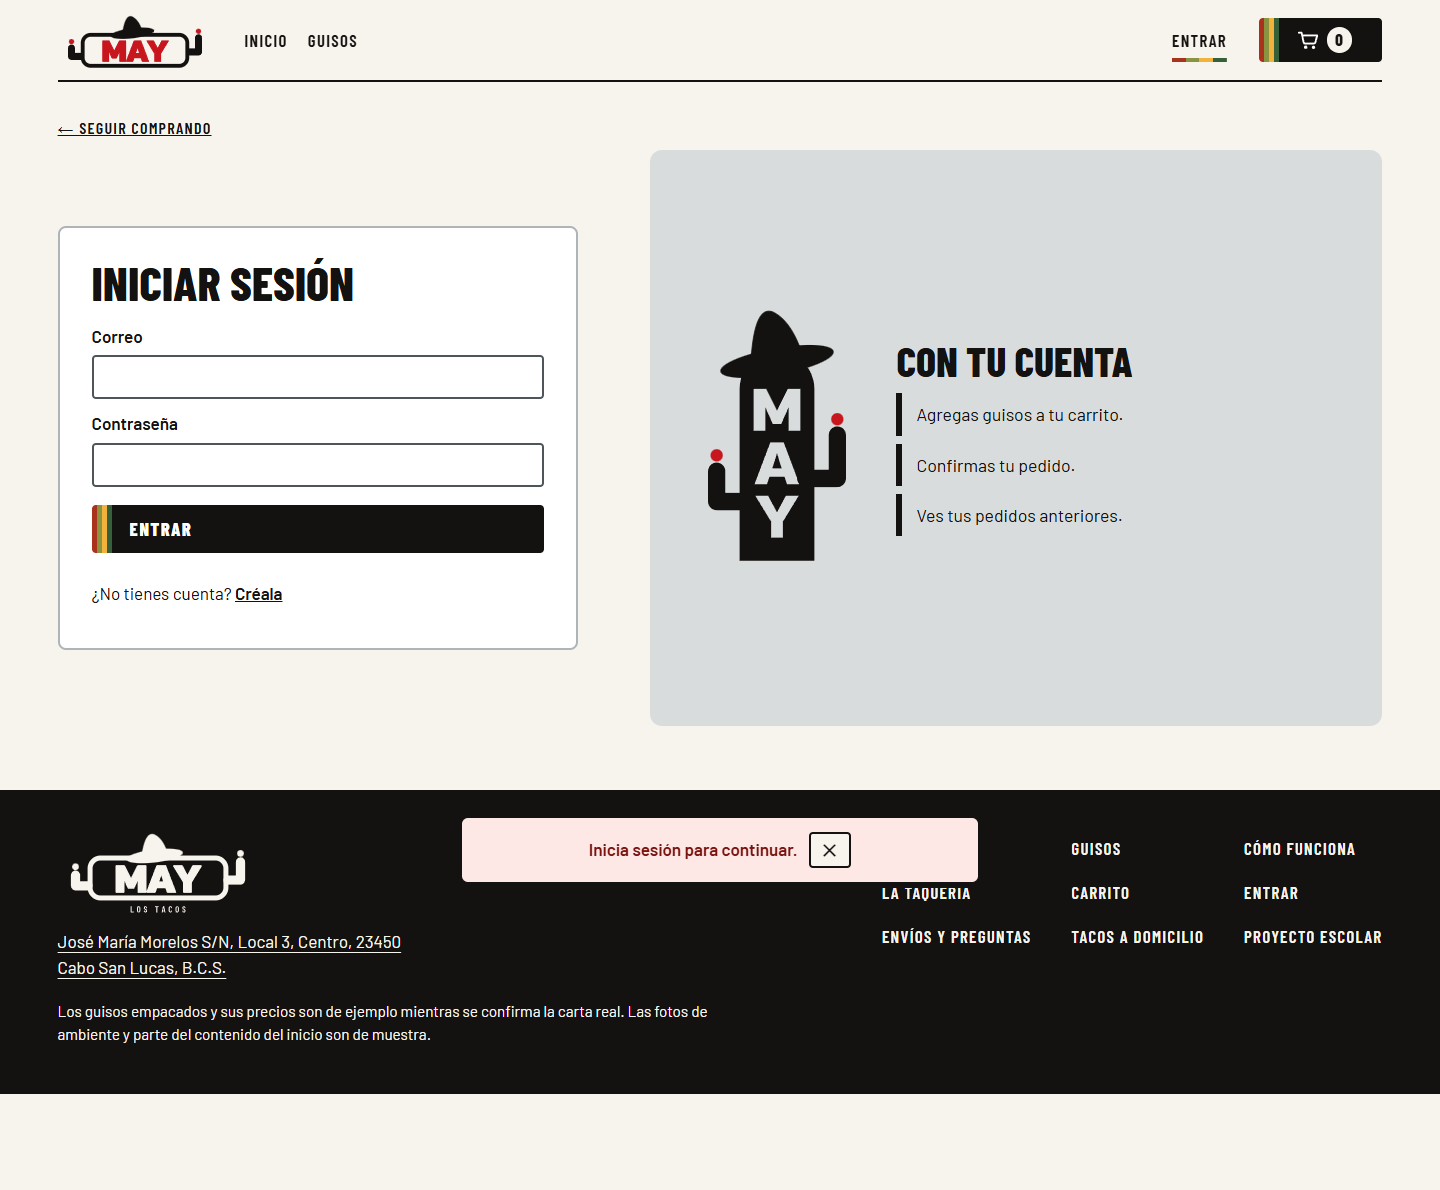 MAY
INICIO
GUISOS
ENTRAR
0
← SEGUIR COMPRANDO
INICIAR SESIÓN
Correo
Contraseña
ENTRAR
¿No tienes cuenta? Créala
MAY
CON TU CUENTA
Agregas guisos a tu carrito.
Confirmas tu pedido.
Ves tus pedidos anteriores.
Inicia sesión para continuar.
MAY
LOS TACOS
José María Morelos S/N, Local 3, Centro, 23450
Cabo San Lucas, B.C.S.
Los guisos empacados y sus precios son de ejemplo mientras se confirma la carta real. Las fotos de
ambiente y parte del contenido del inicio son de muestra.
LA TAQUERÍA
ENVÍOS Y PREGUNTAS
GUISOS
CARRITO
TACOS A DOMICILIO
CÓMO FUNCIONA
ENTRAR
PROYECTO ESCOLAR